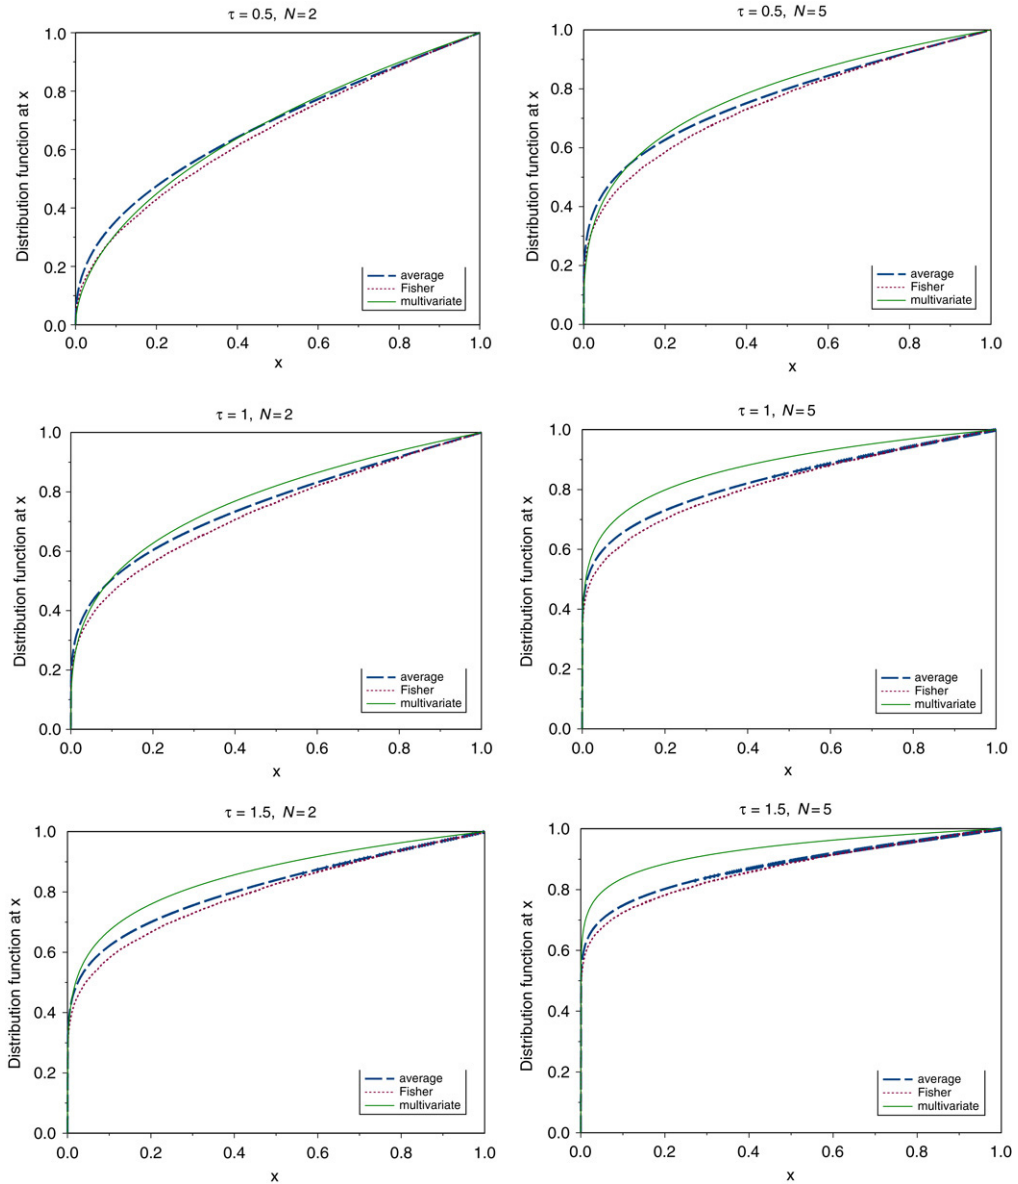 τ = 0.5, N=2
Distribution function at x
1.0
0.8
0.6
0.4
0.2
0.0
average
Fisher
multivariate
0.0 0.2 0.4 0.6 0.8 1.0
x
τ = 0.5, N=5
Distribution function at x
1.0
0.8
0.6
0.4
0.2
0.0
average
Fisher
multivariate
0.0 0.2 0.4 0.6 0.8 1.0
x
τ = 1, N=2
Distribution function at x
1.0
0.8
0.6
0.4
0.2
0.0
average
Fisher
multivariate
0.0 0.2 0.4 0.6 0.8 1.0
x
τ = 1, N=5
Distribution function at x
1.0
0.8
0.6
0.4
0.2
0.0
average
Fisher
multivariate
0.0 0.2 0.4 0.6 0.8 1.0
x
τ = 1.5, N=2
Distribution function at x
1.0
0.8
0.6
0.4
0.2
0.0
average
Fisher
multivariate
0.0 0.2 0.4 0.6 0.8 1.0
x
τ = 1.5, N=5
Distribution function at x
1.0
0.8
0.6
0.4
0.2
0.0
average
Fisher
multivariate
0.0 0.2 0.4 0.6 0.8 1.0
x